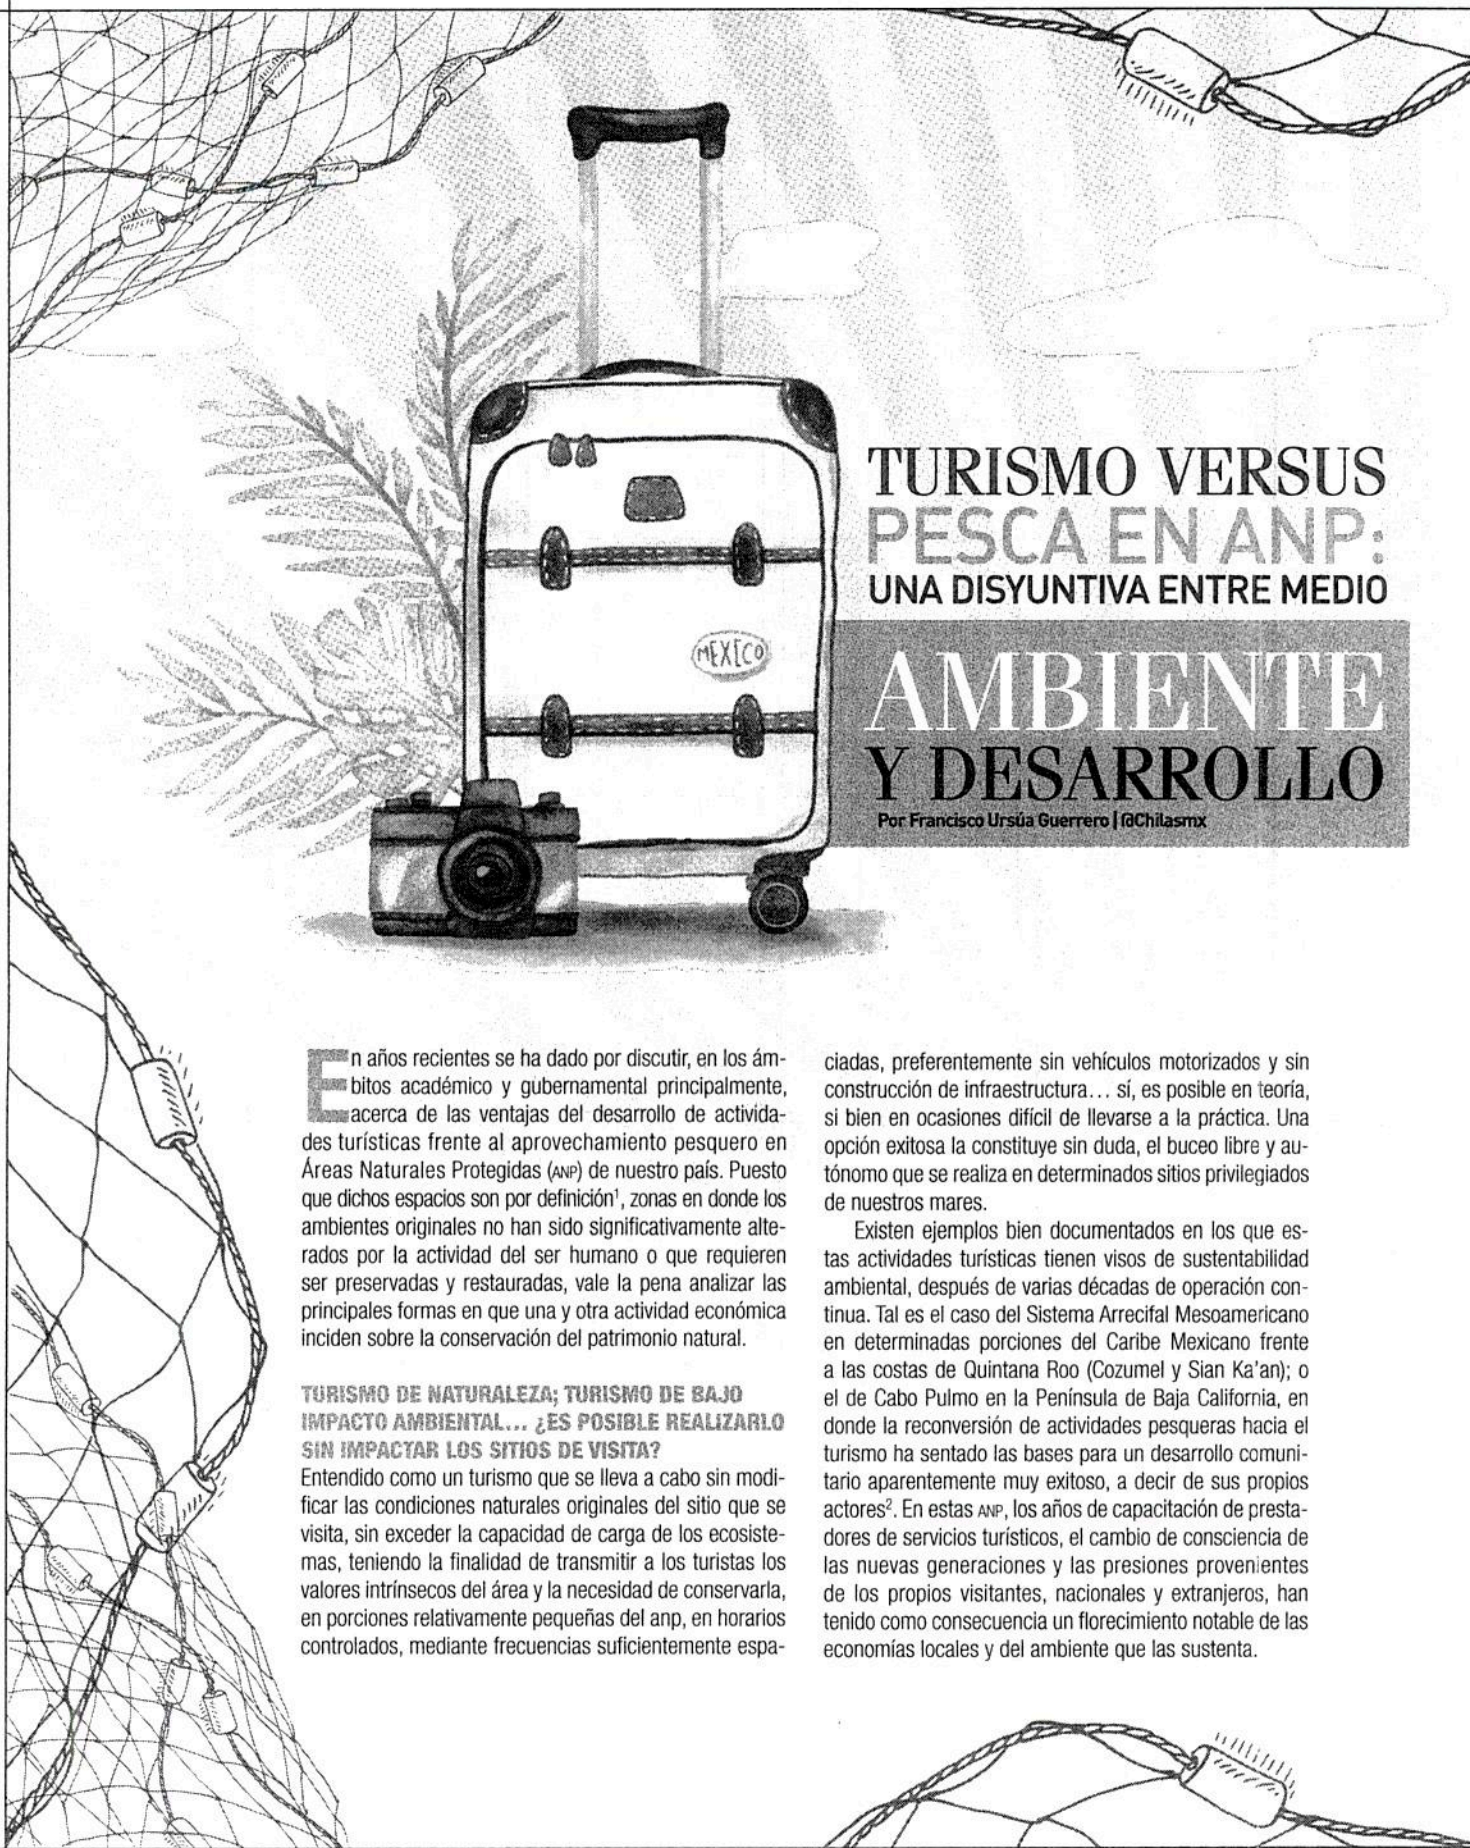 TURISMO VERSUS
PESCA EN ANP:
UNA DISYUNTIVA ENTRE MEDIO
AMBIENTE
Y DESARROLLO
Por Francisco Ursúa Guerrero | @Chilasmx
MEXICO
En años recientes se ha dado por discutir, en los ám-
bitos académico y gubernamental principalmente,
acerca de las ventajas del desarrollo de activida-
des turísticas frente al aprovechamiento pesquero en
Áreas Naturales Protegidas (ANP) de nuestro país. Puesto
que dichos espacios son por definición¹, zonas en donde los
ambientes originales no han sido significativamente alte-
rados por la actividad del ser humano o que requieren
ser preservadas y restauradas, vale la pena analizar las
principales formas en que una y otra actividad económica
inciden sobre la conservación del patrimonio natural.
TURISMO DE NATURALEZA; TURISMO DE BAJO
IMPACTO AMBIENTAL... ¿ES POSIBLE REALIZARLO
SIN IMPACTAR LOS SITIOS DE VISITA?
Entendido como un turismo que se lleva a cabo sin modi-
ficar las condiciones naturales originales del sitio que se
visita, sin exceder la capacidad de carga de los ecosiste-
mas, teniendo la finalidad de transmitir a los turistas los
valores intrínsecos del área y la necesidad de conservarla,
en porciones relativamente pequeñas del anp, en horarios
controlados, mediante frecuencias suficientemente espa-
ciadas, preferentemente sin vehículos motorizados y sin
construcción de infraestructura... sí, es posible en teoría,
si bien en ocasiones difícil de llevarse a la práctica. Una
opción exitosa la constituye sin duda, el buceo libre y au-
tónomo que se realiza en determinados sitios privilegiados
de nuestros mares.
Existen ejemplos bien documentados en los que es-
tas actividades turísticas tienen visos de sustentabilidad
ambiental, después de varias décadas de operación con-
tinua. Tal es el caso del Sistema Arrecifal Mesoamericano
en determinadas porciones del Caribe Mexicano frente
a las costas de Quintana Roo (Cozumel y Sian Ka'an); o
el de Cabo Pulmo en la Península de Baja California, en
donde la reconversión de actividades pesqueras hacia el
turismo ha sentado las bases para un desarrollo comuni-
tario aparentemente muy exitoso, a decir de sus propios
actores². En estas ANP, los años de capacitación de presta-
dores de servicios turísticos, el cambio de consciencia de
las nuevas generaciones y las presiones provenientes
de los propios visitantes, nacionales y extranjeros, han
tenido como consecuencia un florecimiento notable de las
economías locales y del ambiente que las sustenta.